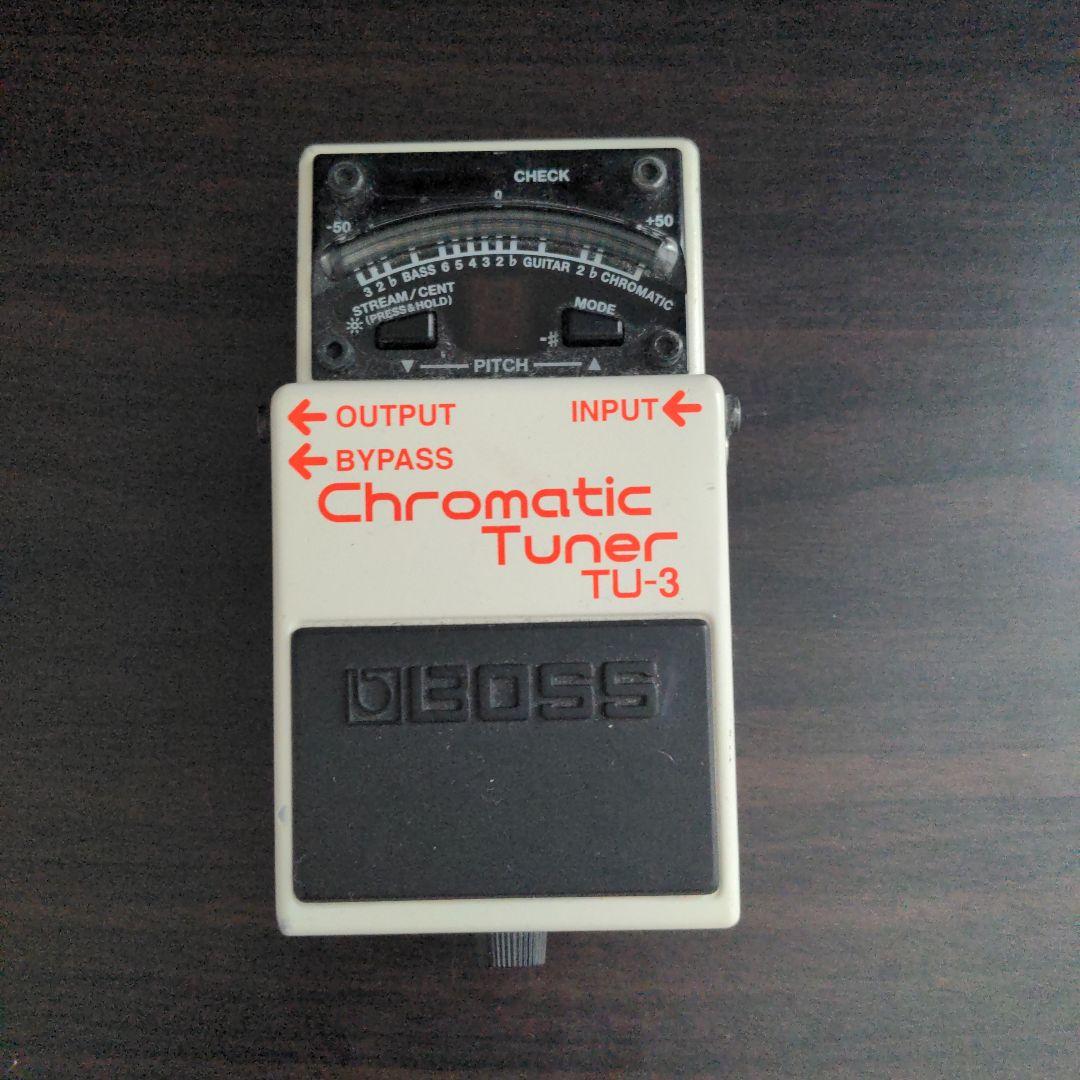 CHECK
0
-50 +50
3 2 ♭ BASS 6 5 4 3 2 ♭ GUITAR 2 ♭ CHROMATIC
STREAM/CENT
(PRESS&HOLD)
MODE
-#
▼ PITCH ▲
← OUTPUT INPUT ←
← BYPASS
Chromatic
Tuner
TU-3
BOSS